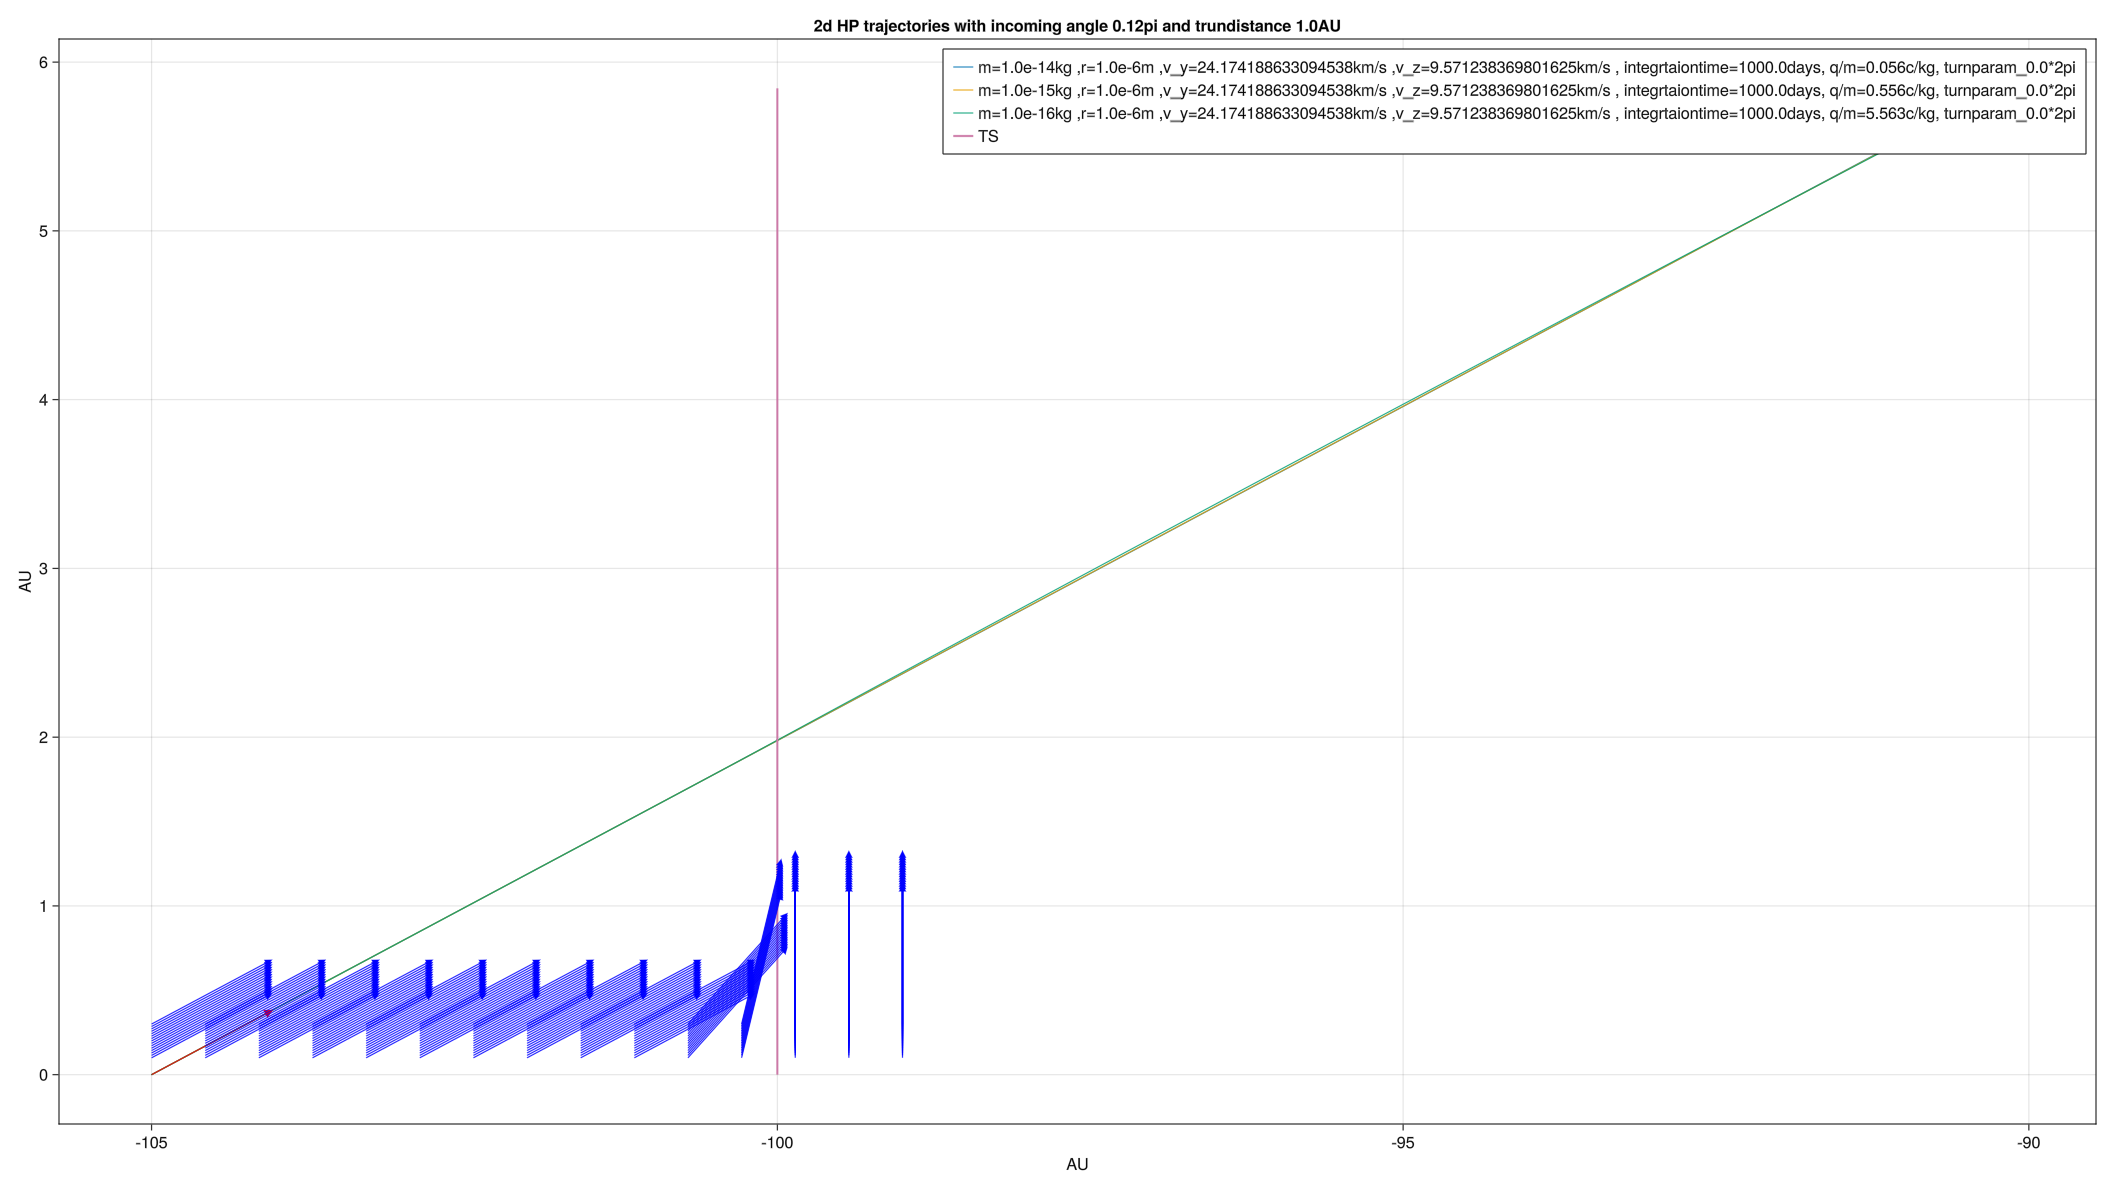 2d HP trajectories with incoming angle 0.12pi and trundistance 1.0AU
m=1.0e-14kg ,r=1.0e-6m ,v_y=24.174188633094538km/s ,v_z=9.571238369801625km/s , integrtaiontime=1000.0days, q/m=0.056c/kg, turnparam_0.0*2pi
m=1.0e-15kg ,r=1.0e-6m ,v_y=24.174188633094538km/s ,v_z=9.571238369801625km/s , integrtaiontime=1000.0days, q/m=0.556c/kg, turnparam_0.0*2pi
m=1.0e-16kg ,r=1.0e-6m ,v_y=24.174188633094538km/s ,v_z=9.571238369801625km/s , integrtaiontime=1000.0days, q/m=5.563c/kg, turnparam_0.0*2pi
TS
6
5
4
3
2
1
0
AU
-105
-100
-95
-90
AU